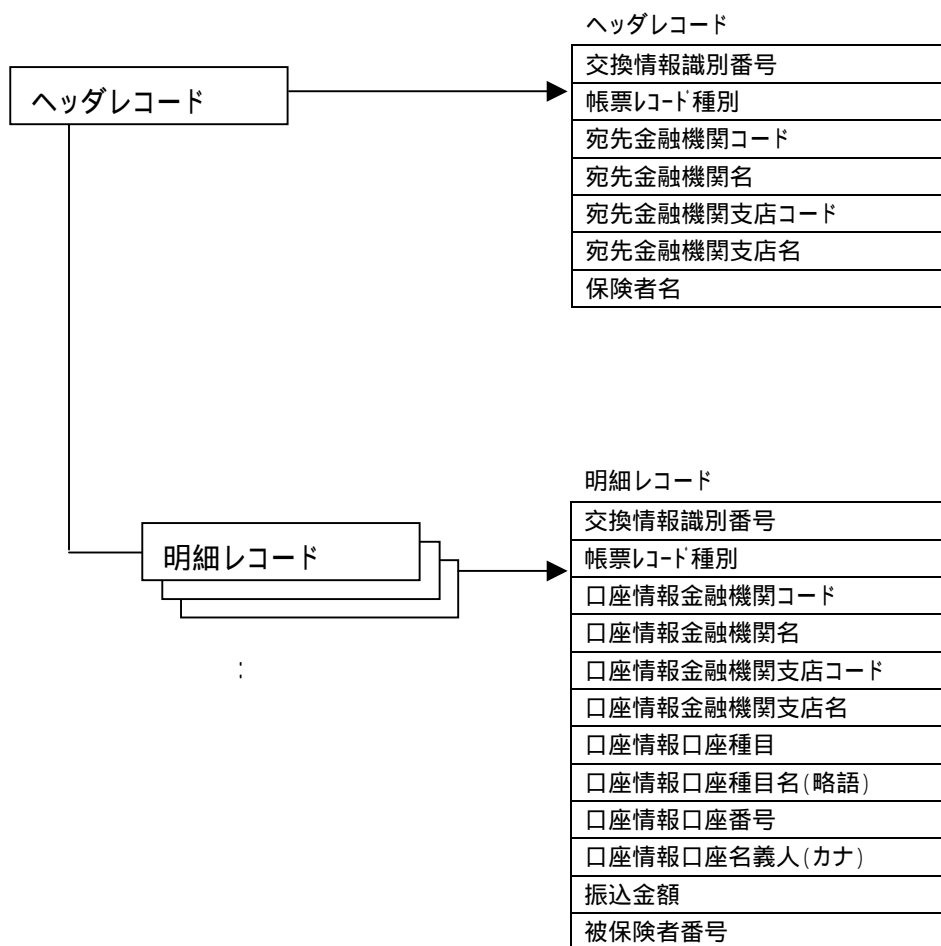 ヘッダレコード
ヘッダレコード
交換情報識別番号
帳票ﾚｺｰﾄﾞ種別
宛先金融機関コード
宛先金融機関名
宛先金融機関支店コード
宛先金融機関支店名
保険者名
明細レコード
明細レコード
交換情報識別番号
帳票ﾚｺｰﾄﾞ種別
口座情報金融機関コード
口座情報金融機関名
口座情報金融機関支店コード
口座情報金融機関支店名
口座情報口座種目
口座情報口座種目名(略語)
口座情報口座番号
口座情報口座名義人(カナ)
振込金額
被保険者番号
: